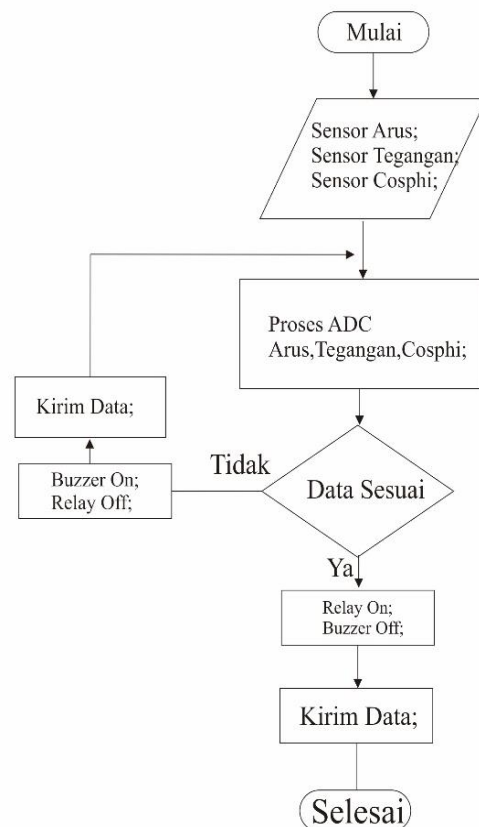 Mulai
Sensor Arus;
Sensor Tegangan;
Sensor Cosphi;
Proses ADC
Arus,Tegangan,Cosphi;
Kirim Data;
Buzzer On;
Relay Off;
Tidak
Data Sesuai
Ya
Relay On;
Buzzer Off;
Kirim Data;
Selesai